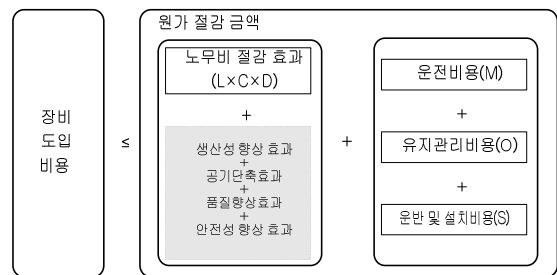 원가 절감 금액
장비
도입
비용
≤
노무비 절감 효과
(L×C×D)
+
생산성 향상 효과
+
공기단축효과
+
품질향상효과
+
안전성 향상 효과
+
운전비용(M)
+
유지관리비용(O)
+
운반 및 설치비용(S)